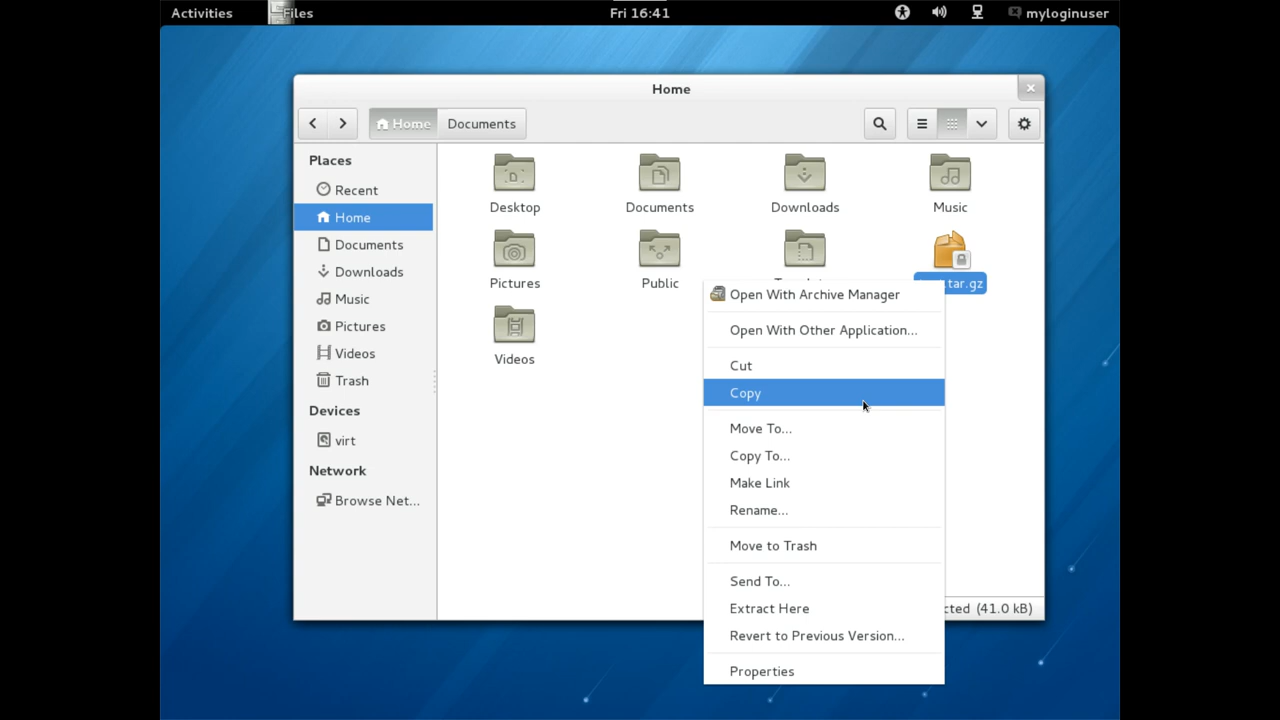 Activities Files Fri 16:41 myloginuser
Home
Home Documents
Places
Recent
Home
Documents
Downloads
Music
Pictures
Videos
Trash
Devices
virt
Network
Browse Net...
Desktop Documents Downloads Music
Pictures Public .tar.gz
Videos
Open With Archive Manager
Open With Other Application...
Cut
Copy
Move To...
Copy To...
Make Link
Rename...
Move to Trash
Send To...
Extract Here
Revert to Previous Version...
Properties
cted (41.0 kB)